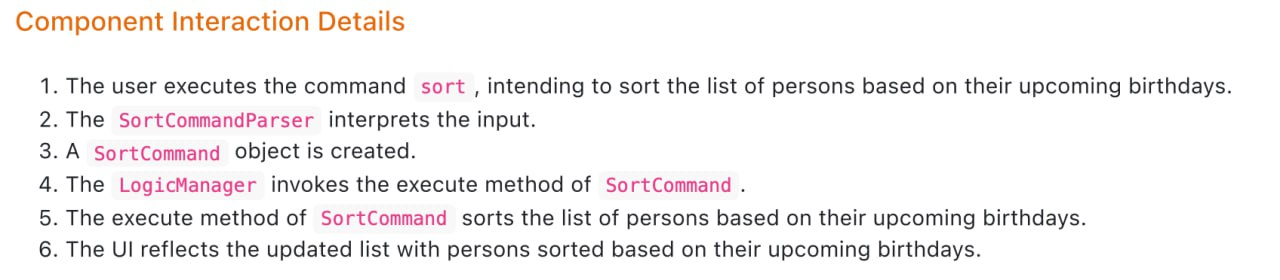 Component Interaction Details
1. The user executes the command sort , intending to sort the list of persons based on their upcoming birthdays.
2. The SortCommandParser interprets the input.
3. A SortCommand object is created.
4. The LogicManager invokes the execute method of SortCommand .
5. The execute method of SortCommand sorts the list of persons based on their upcoming birthdays.
6. The UI reflects the updated list with persons sorted based on their upcoming birthdays.